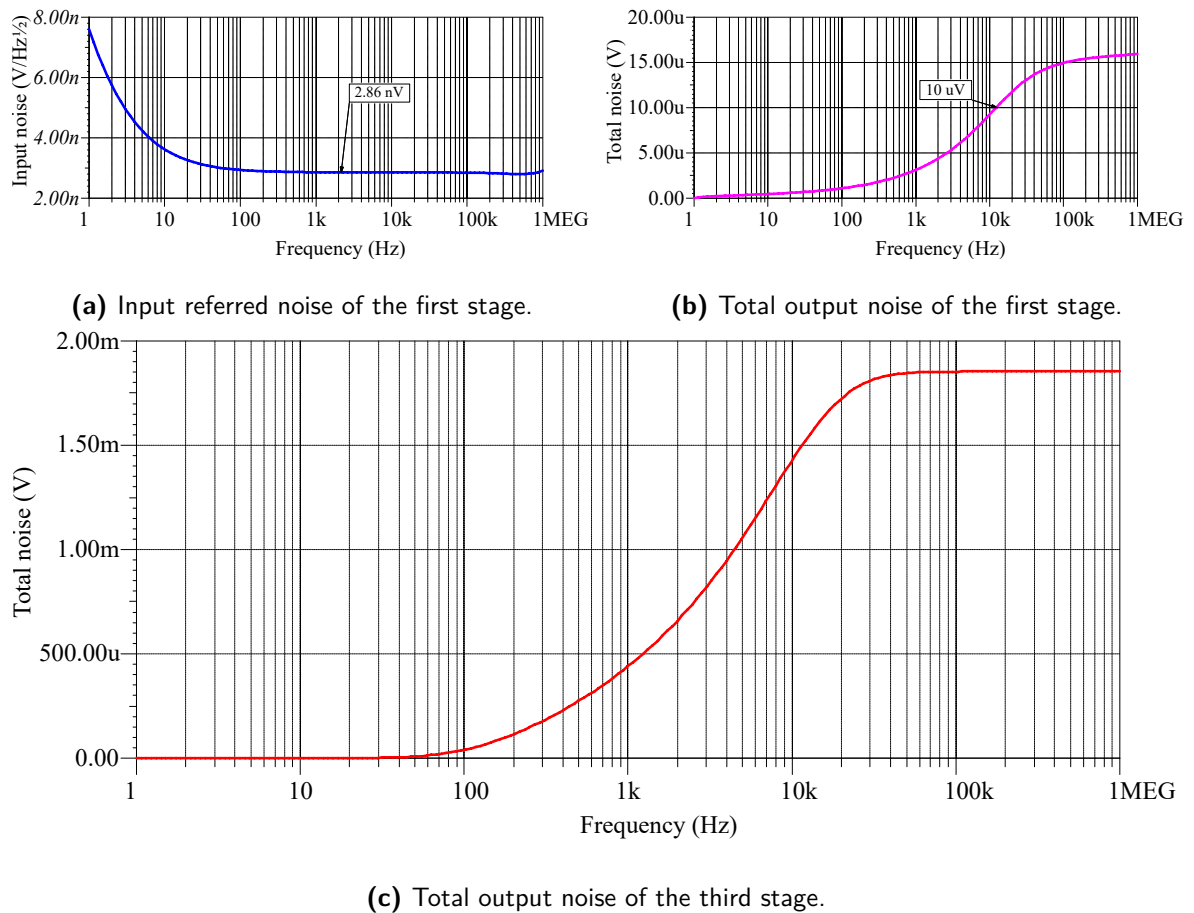 8.00n
6.00n
4.00n
2.00n
Input noise (V/Hz½)
2.86 nV
1 10 100 1k 10k 100k 1MEG
Frequency (Hz)
(a) Input referred noise of the first stage.
20.00u
15.00u
10.00u
5.00u
0.00
Total noise (V)
10 uV
1 10 100 1k 10k 100k 1MEG
Frequency (Hz)
(b) Total output noise of the first stage.
2.00m
1.50m
1.00m
500.00u
0.00
Total noise (V)
1 10 100 1k 10k 100k 1MEG
Frequency (Hz)
(c) Total output noise of the third stage.